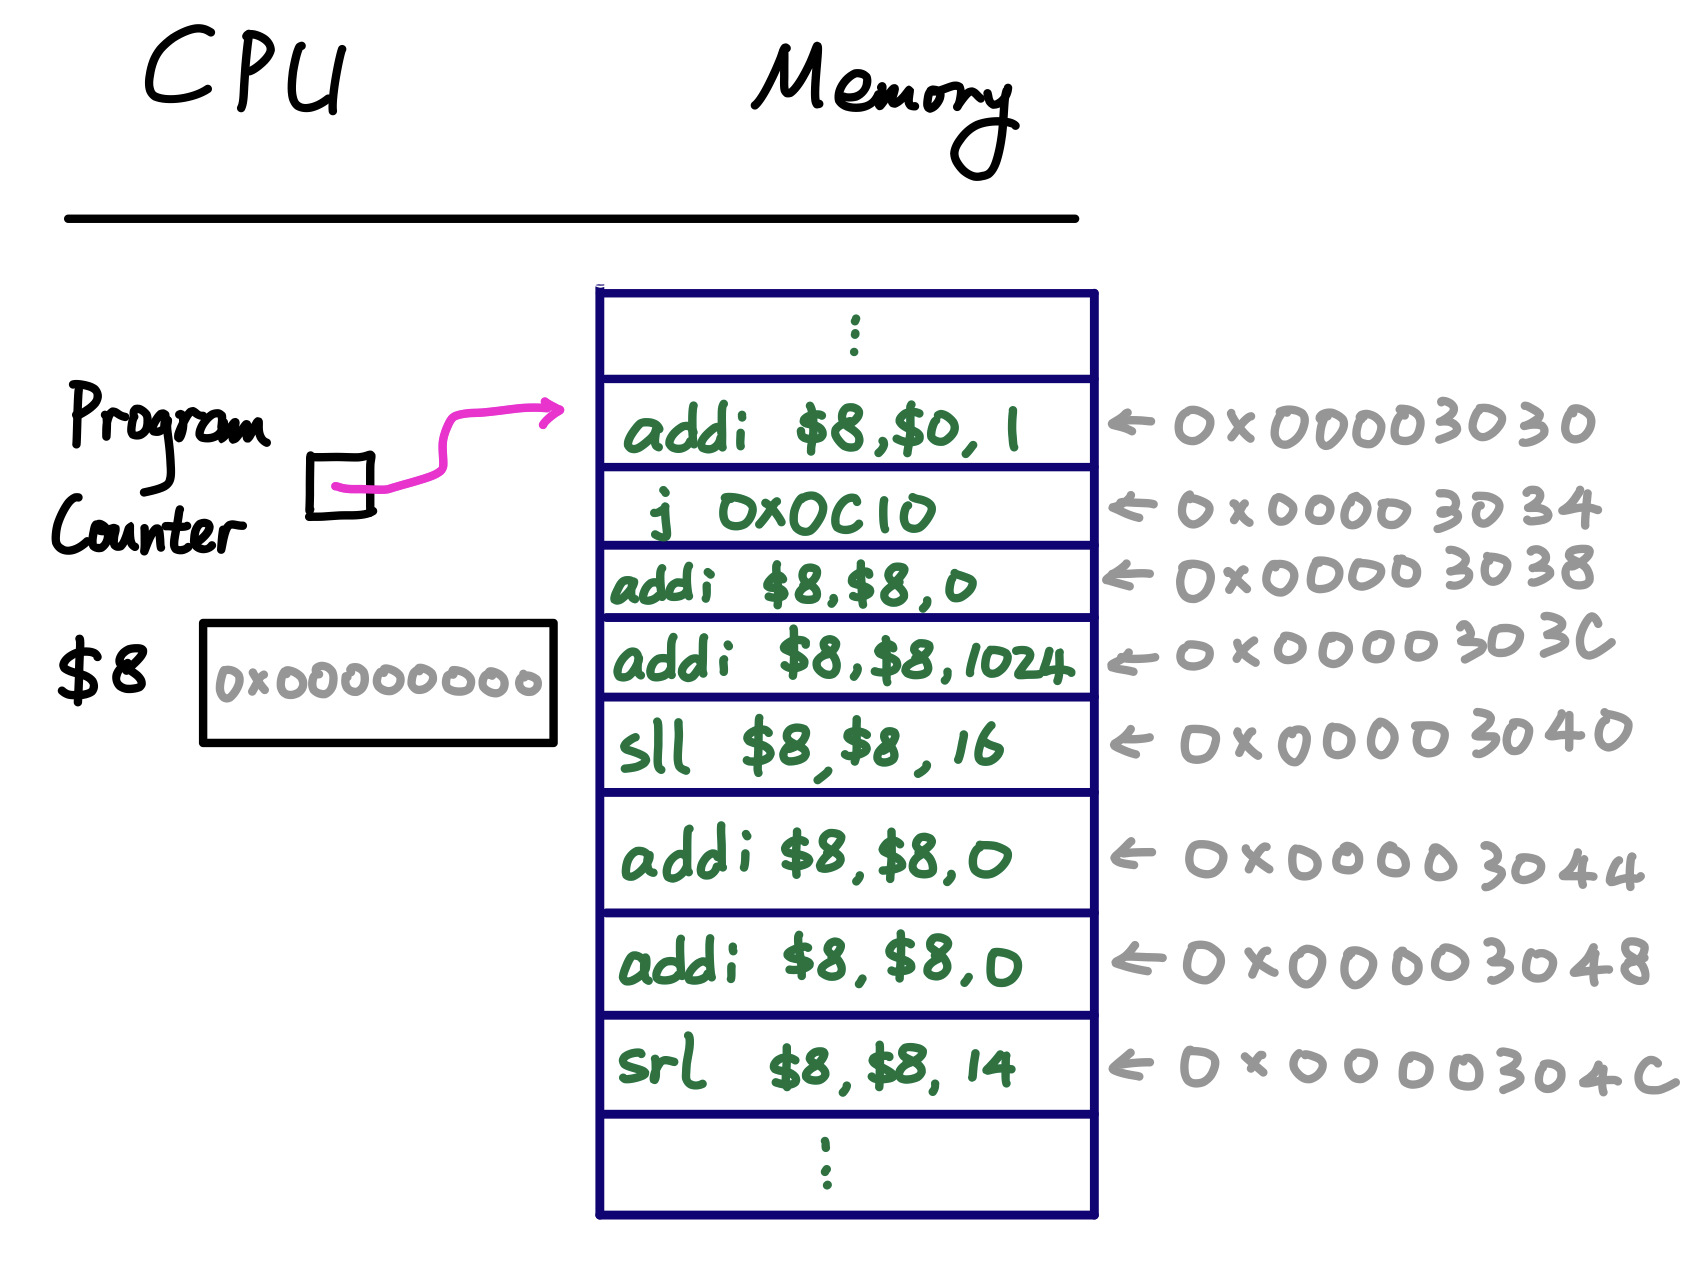 CPU Memory
⋮
Program
Counter
addi $8,$0, 1 ← 0x00003030
j 0x0C10 ← 0x00003034
addi $8,$8,0 ← 0x00003038
$8 0x00000000
addi $8,$8,1024 ← 0x0000303C
sll $8,$8,16 ← 0x00003040
addi $8,$8,0 ← 0x00003044
addi $8,$8,0 ← 0x00003048
srl $8,$8,14 ← 0x0000304C
⋮